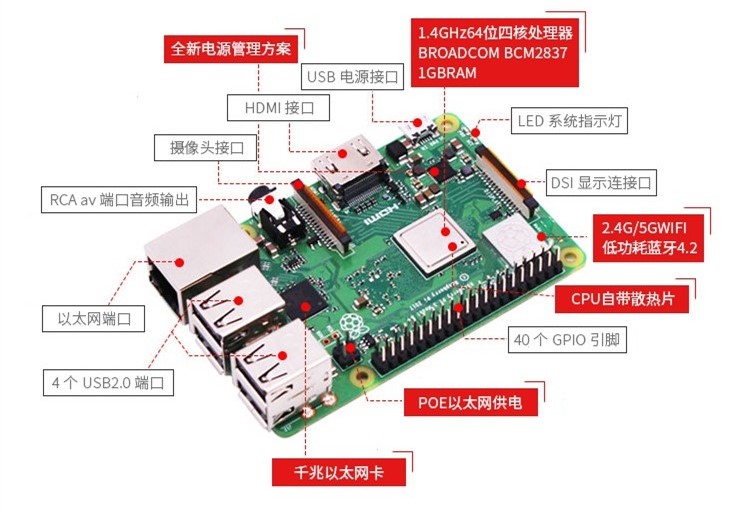 1.4GHz64位四核处理器
BROADCOM BCM2837
1GBRAM
全新电源管理方案
USB 电源接口
HDMI 接口
LED 系统指示灯
摄像头接口
DSI 显示连接口
RCA av 端口音频输出
2.4G/5GWIFI
低功耗蓝牙4.2
HDMI
CPU自带散热片
以太网端口
40 个 GPIO 引脚
4 个 USB2.0 端口
POE以太网供电
千兆以太网卡